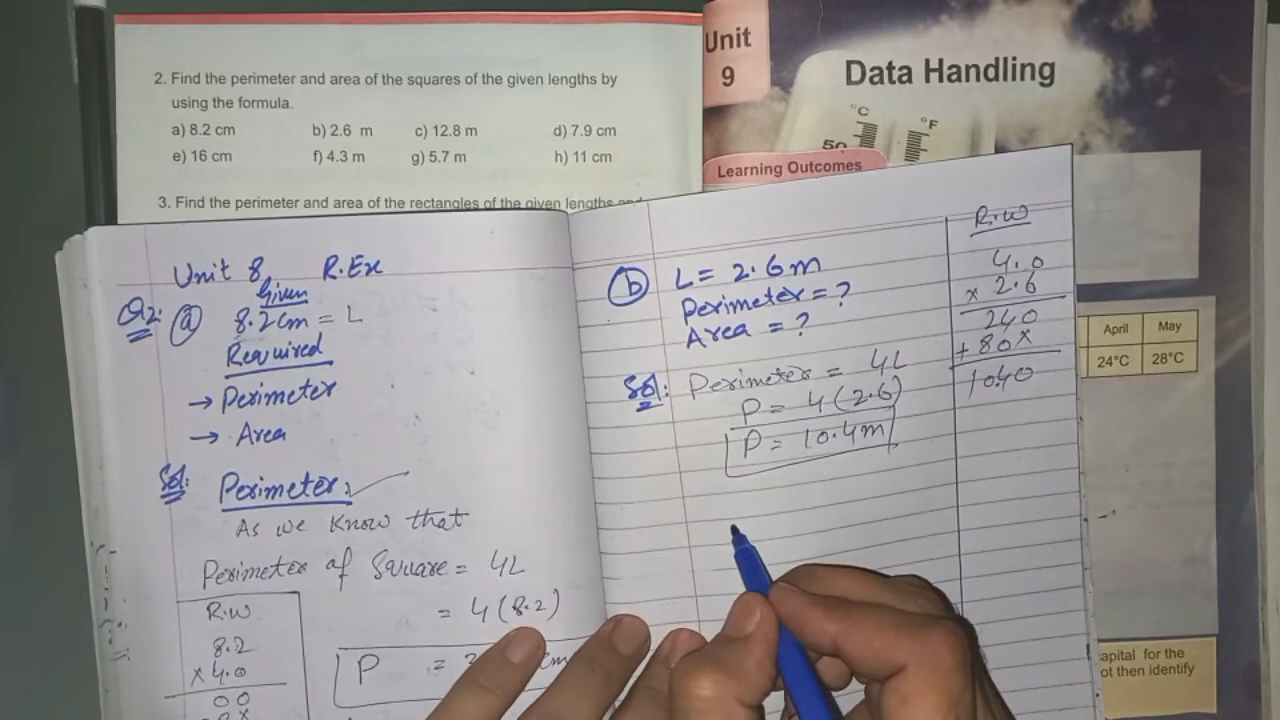 2. Find the perimeter and area of the squares of the given lengths by
using the formula.
a) 8.2 cm b) 2.6 m c) 12.8 m d) 7.9 cm
e) 16 cm f) 4.3 m g) 5.7 m h) 11 cm
3. Find the perimeter and area of the rectangles of the given lengths
Unit
9
Data Handling
°C
°F
50
Learning Outcomes
April May
24°C 28°C
apital for the
ot then identify
Unit 8, R.Ex
Q2: a Given
8.2cm = L
Required
→ Perimeter
→ Area
Sol: Perimeter
As we know that
Perimeter of Square = 4L
= 4(8.2)
P =
cm
R.W
8.2
x 4.0
00
b L = 2.6m
Perimeter = ?
Area = ?
Sol: Perimeter = 4L
P = 4(2.6)
P = 10.4m
R.W
4.0
x 2.6
240
+ 80x
1040